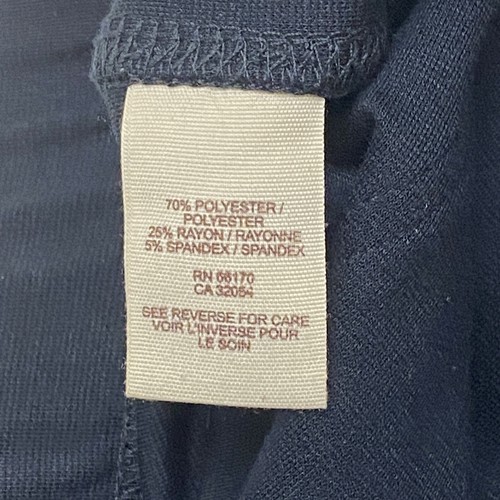 70% POLYESTER /
POLYESTER
25% RAYON / RAYONNE
5% SPANDEX / SPANDEX
RN 66170
CA 32054
SEE REVERSE FOR CARE
VOIR L'INVERSE POUR
LE SOIN